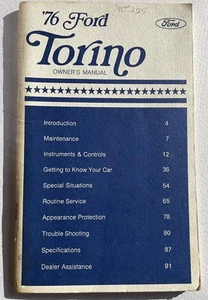 '76 Ford
Ford
Torino
OWNER'S MANUAL
Introduction 4
Maintenance 7
Instruments & Controls 12
Getting to Know Your Car 36
Special Situations 54
Routine Service 65
Appearance Protection 78
Trouble Shooting 80
Specifications 87
Dealer Assistance 91